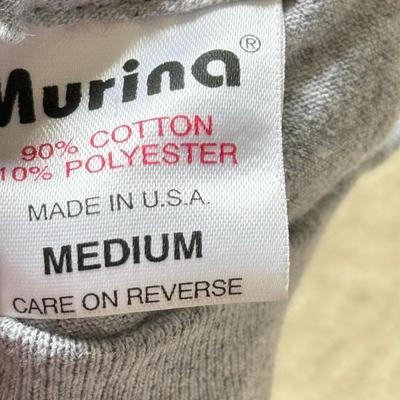 Murina®
90% COTTON
10% POLYESTER
MADE IN U.S.A.
MEDIUM
CARE ON REVERSE